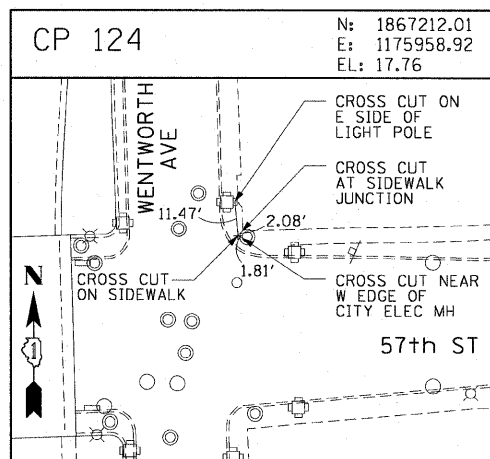 CP 124
N: 1867212.01
E: 1175958.92
EL: 17.76
WENTWORTH
AVE
CROSS CUT ON
E SIDE OF
LIGHT POLE
CROSS CUT
AT SIDEWALK
JUNCTION
11.47'
2.08'
1.81'
CROSS CUT
ON SIDEWALK
CROSS CUT NEAR
W EDGE OF
CITY ELEC MH
N
1
57th ST